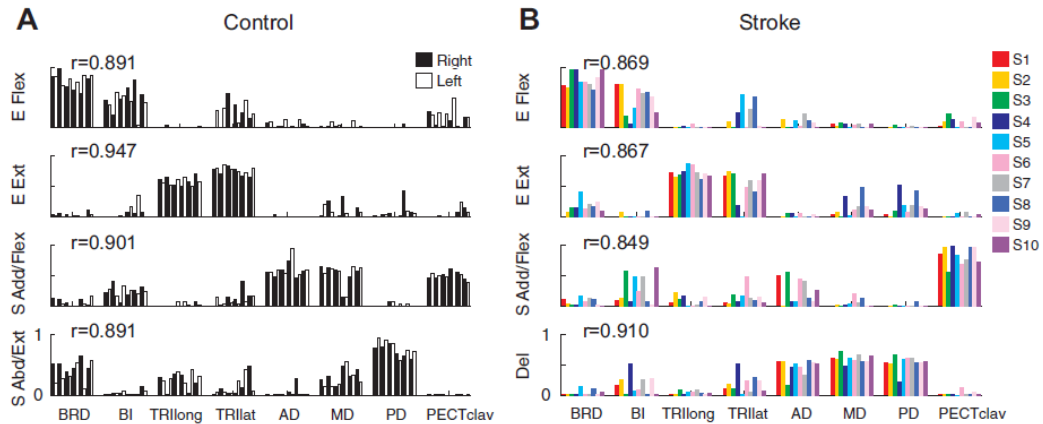 A Control
Right
Left
r=0.891
E Flex
r=0.947
E Ext
r=0.901
S Add/Flex
r=0.891
S Abd/Ext
1
0
BRD BI TRIlong TRIlat AD MD PD PECTclav
B Stroke
r=0.869
E Flex
r=0.867
E Ext
r=0.849
S Add/Flex
r=0.910
Del
1
0
BRD BI TRIlong TRIlat AD MD PD PECTclav
S1
S2
S3
S4
S5
S6
S7
S8
S9
S10